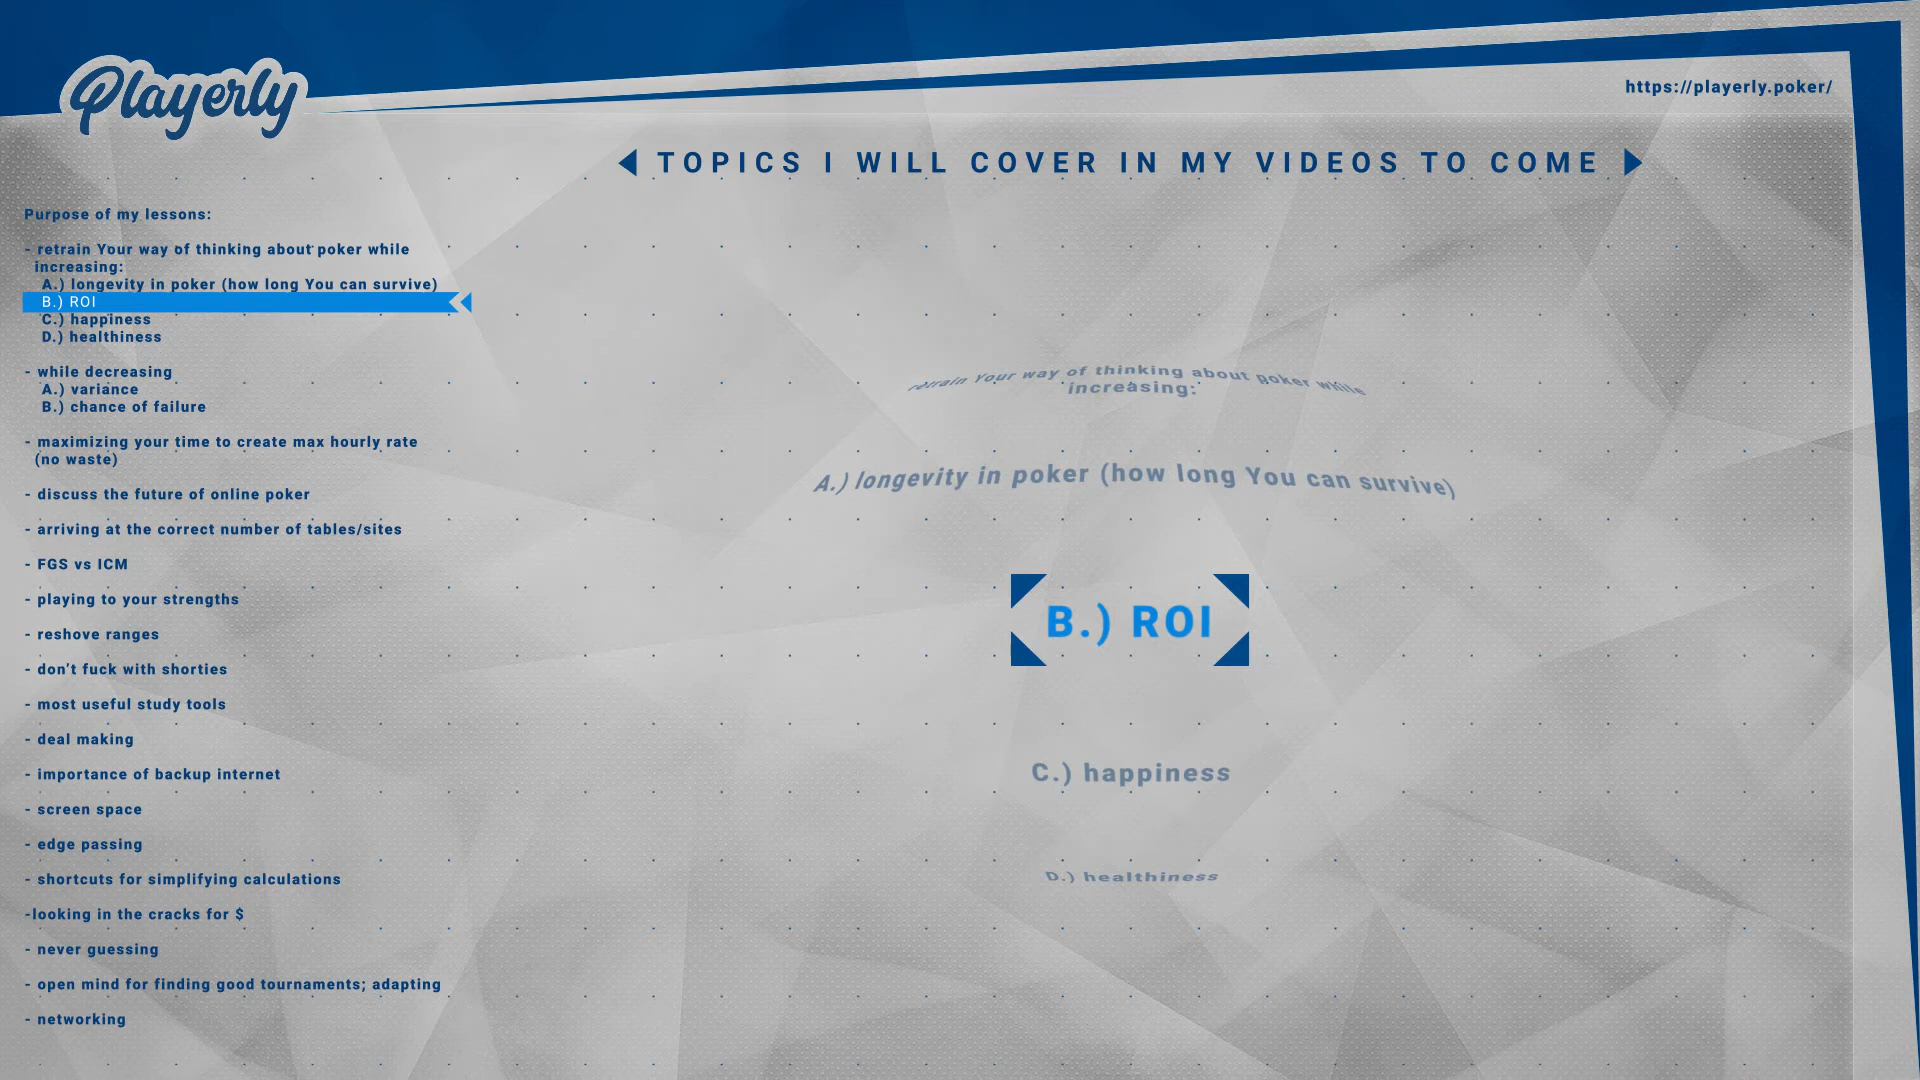 Playerly
https://playerly.poker/
TOPICS I WILL COVER IN MY VIDEOS TO COME
Purpose of my lessons:
- retrain Your way of thinking about poker while
increasing:
A.) longevity in poker (how long You can survive)
B.) ROI
C.) happiness
D.) healthiness
- while decreasing
A.) variance
B.) chance of failure
- maximizing your time to create max hourly rate
(no waste)
- discuss the future of online poker
- arriving at the correct number of tables/sites
- FGS vs ICM
- playing to your strengths
- reshove ranges
- don’t fuck with shorties
- most useful study tools
- deal making
- importance of backup internet
- screen space
- edge passing
- shortcuts for simplifying calculations
-looking in the cracks for $
- never guessing
- open mind for finding good tournaments; adapting
- networking
retrain Your way of thinking about poker while
increasing:
A.) longevity in poker (how long You can survive)
B.) ROI
C.) happiness
D.) healthiness